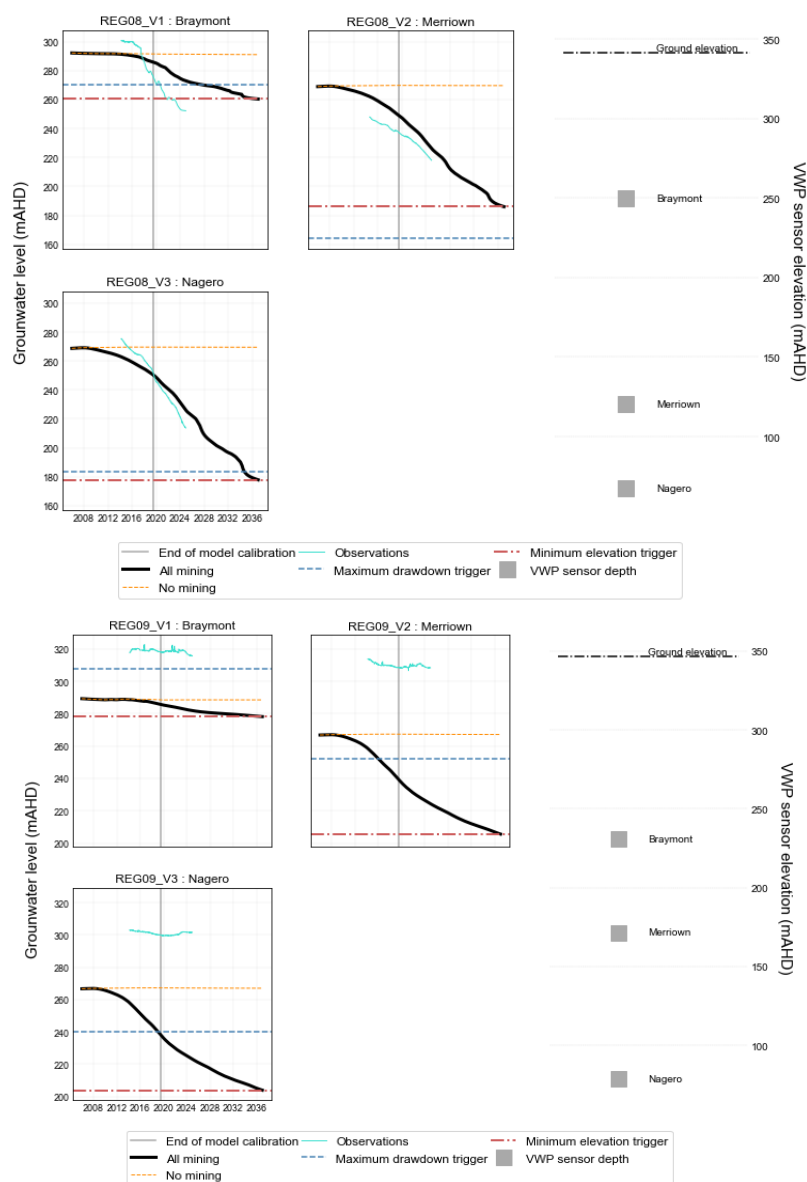 REG08_V1 : Braymont
REG08_V2 : Merriown
300
280
260
240
220
200
180
160
Grounwater level (mAHD)
REG08_V3 : Nagero
300
280
260
240
220
200
180
160
2008 2012 2016 2020 2024 2028 2032 2036
Ground elevation
Braymont
Merriown
Nagero
350
300
250
200
150
100
VWP sensor elevation (mAHD)
End of model calibration
Observations
Minimum elevation trigger
All mining
Maximum drawdown trigger
VWP sensor depth
No mining
REG09_V1 : Braymont
REG09_V2 : Merriown
320
300
280
260
240
220
200
Grounwater level (mAHD)
REG09_V3 : Nagero
320
300
280
260
240
220
200
2008 2012 2016 2020 2024 2028 2032 2036
Ground elevation
Braymont
Merriown
Nagero
350
300
250
200
150
100
VWP sensor elevation (mAHD)
End of model calibration
Observations
Minimum elevation trigger
All mining
Maximum drawdown trigger
VWP sensor depth
No mining